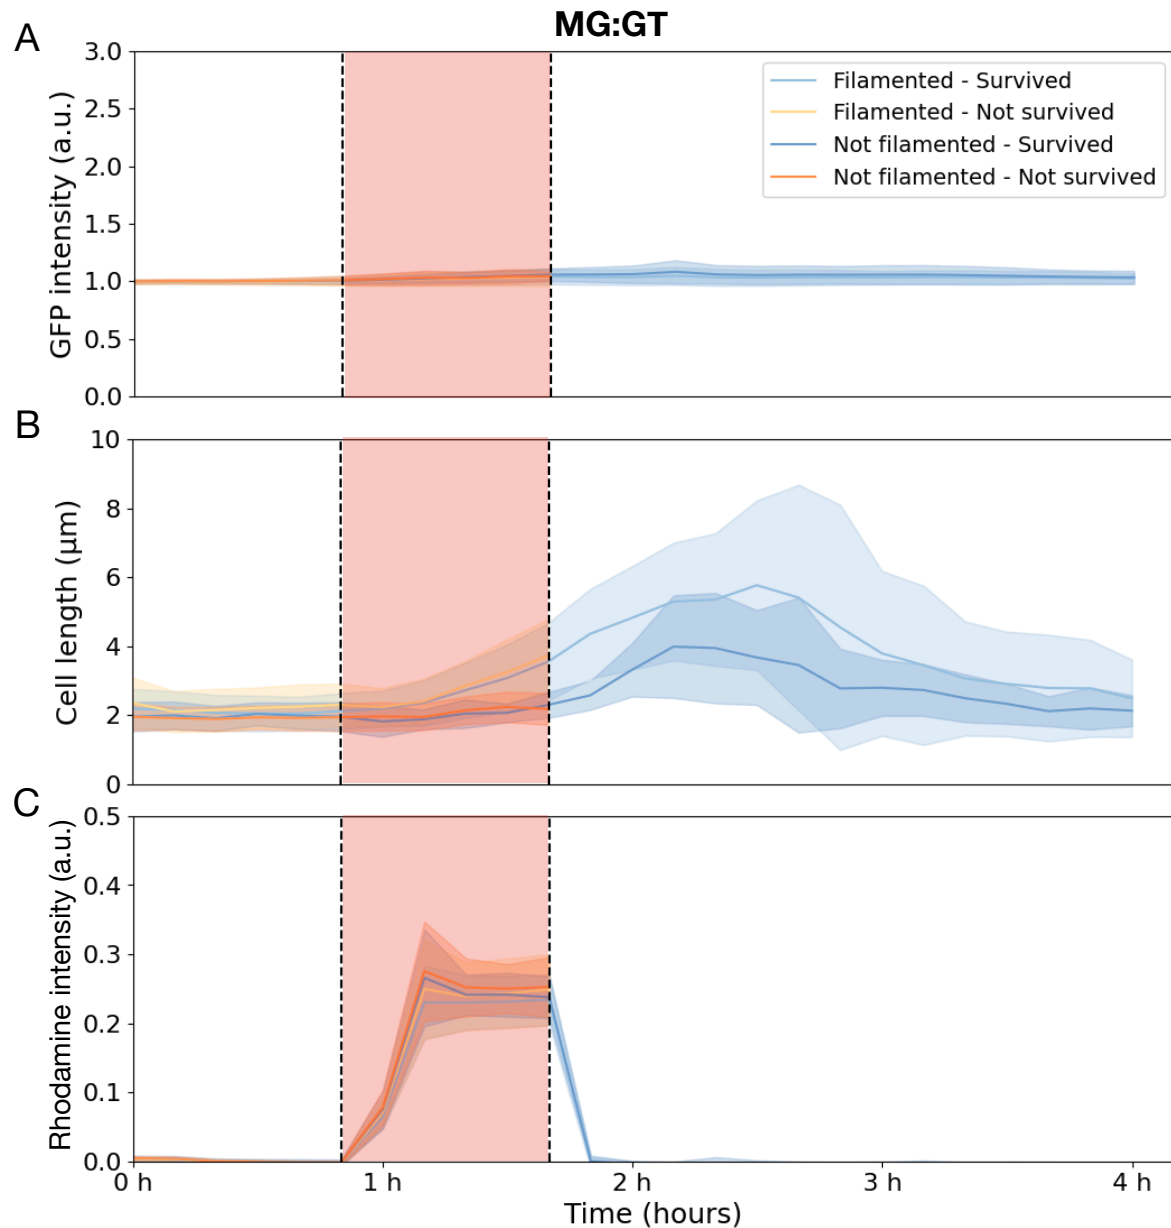 MG:GT
A
GFP intensity (a.u.)
3.0
2.5
2.0
1.5
1.0
0.5
0.0
Filamented - Survived
Filamented - Not survived
Not filamented - Survived
Not filamented - Not survived
B
Cell length (µm)
10
8
6
4
2
0
C
Rhodamine intensity (a.u.)
0.5
0.4
0.3
0.2
0.1
0.0
0 h 1 h 2 h 3 h 4 h
Time (hours)